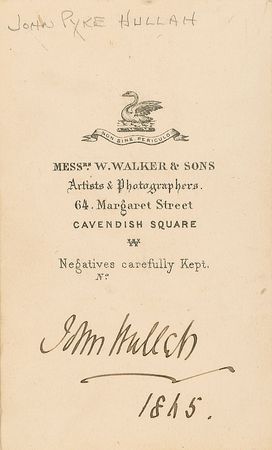 JOHN PYKE HULLAH
NON SINE PERICULO
MESSRS W. WALKER & SONS
Artists & Photographers.
64. Margaret Street
CAVENDISH SQUARE
W
Negatives carefully Kept.
No.
John Hullah
1865.